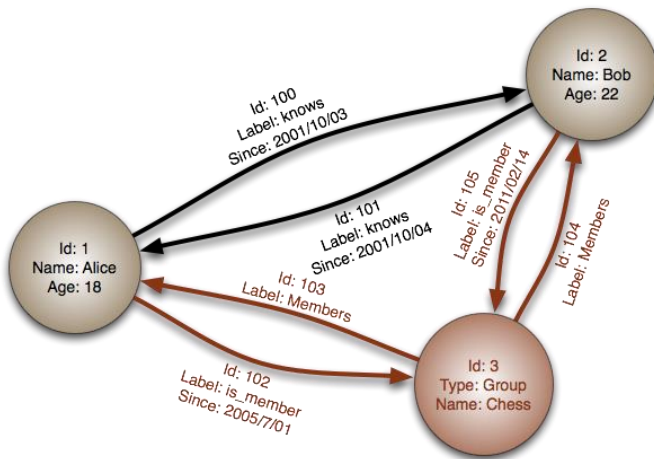 Id: 2
Name: Bob
Age: 22
Id: 100
Label: knows
Since: 2001/10/03
Id: 101
Label: knows
Since: 2001/10/04
Id: 105
Label: is_member
Since: 2011/02/14
Id: 104
Label: Members
Id: 1
Name: Alice
Age: 18
Id: 103
Label: Members
Id: 102
Label: is_member
Since: 2005/7/01
Id: 3
Type: Group
Name: Chess